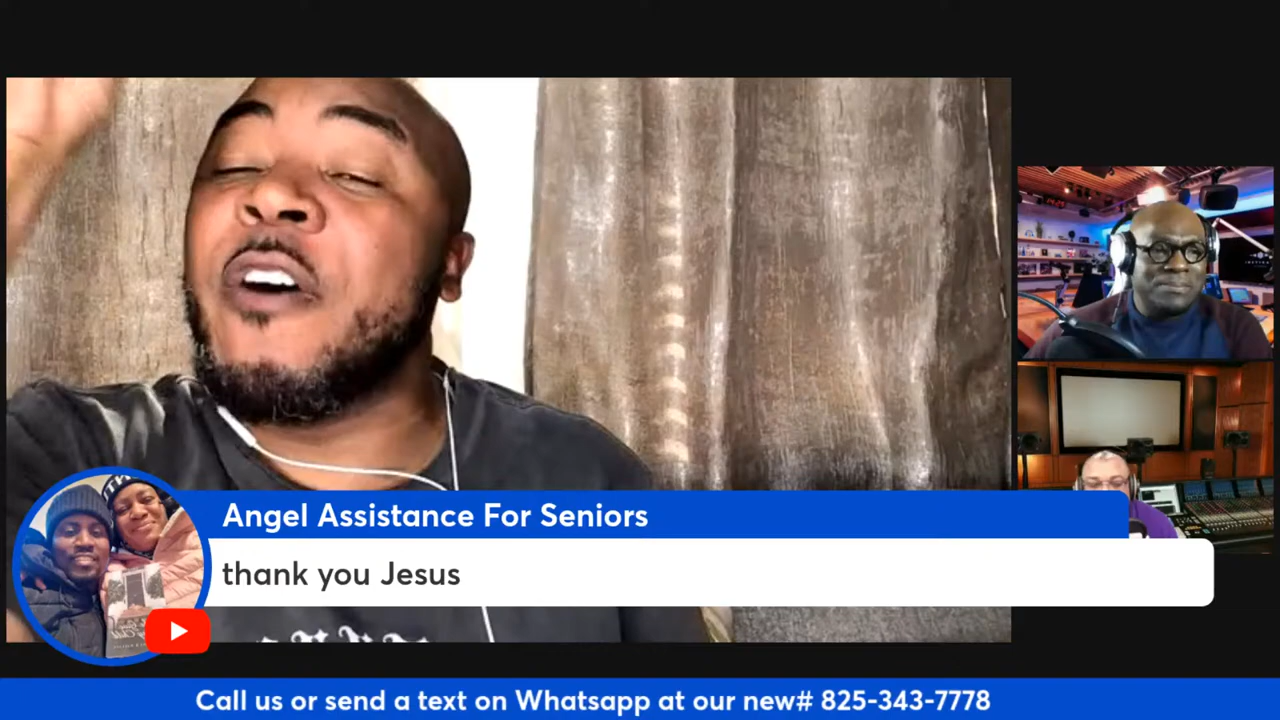 Angel Assistance For Seniors
thank you Jesus
Call us or send a text on Whatsapp at our new# 825-343-7778